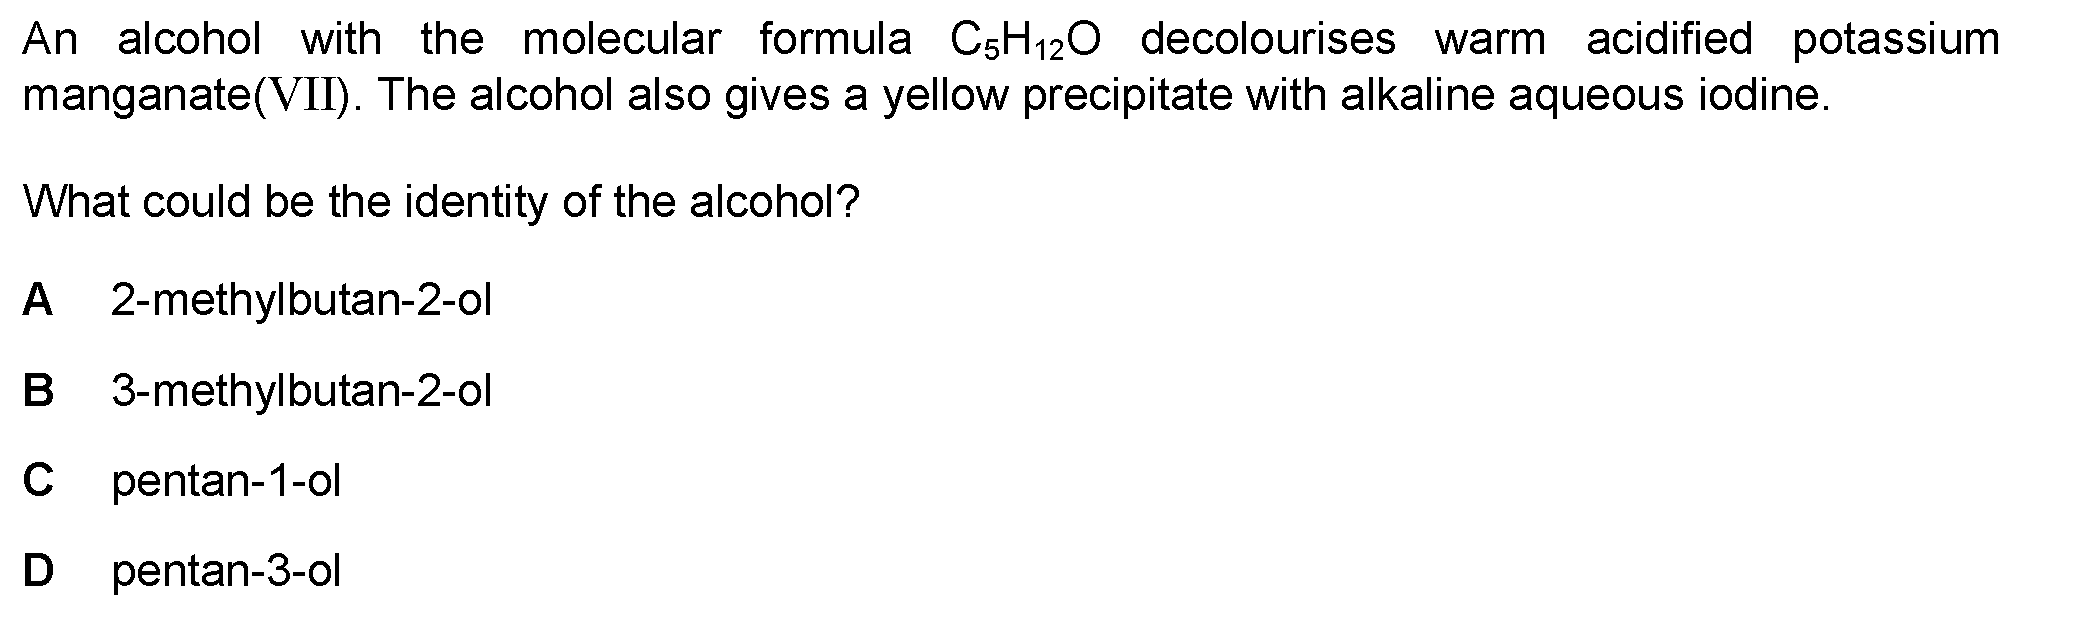 An alcohol with the molecular formula C₅H₁₂O decolourises warm acidified potassium
manganate(VII). The alcohol also gives a yellow precipitate with alkaline aqueous iodine.
What could be the identity of the alcohol?
A 2-methylbutan-2-ol
B 3-methylbutan-2-ol
C pentan-1-ol
D pentan-3-ol